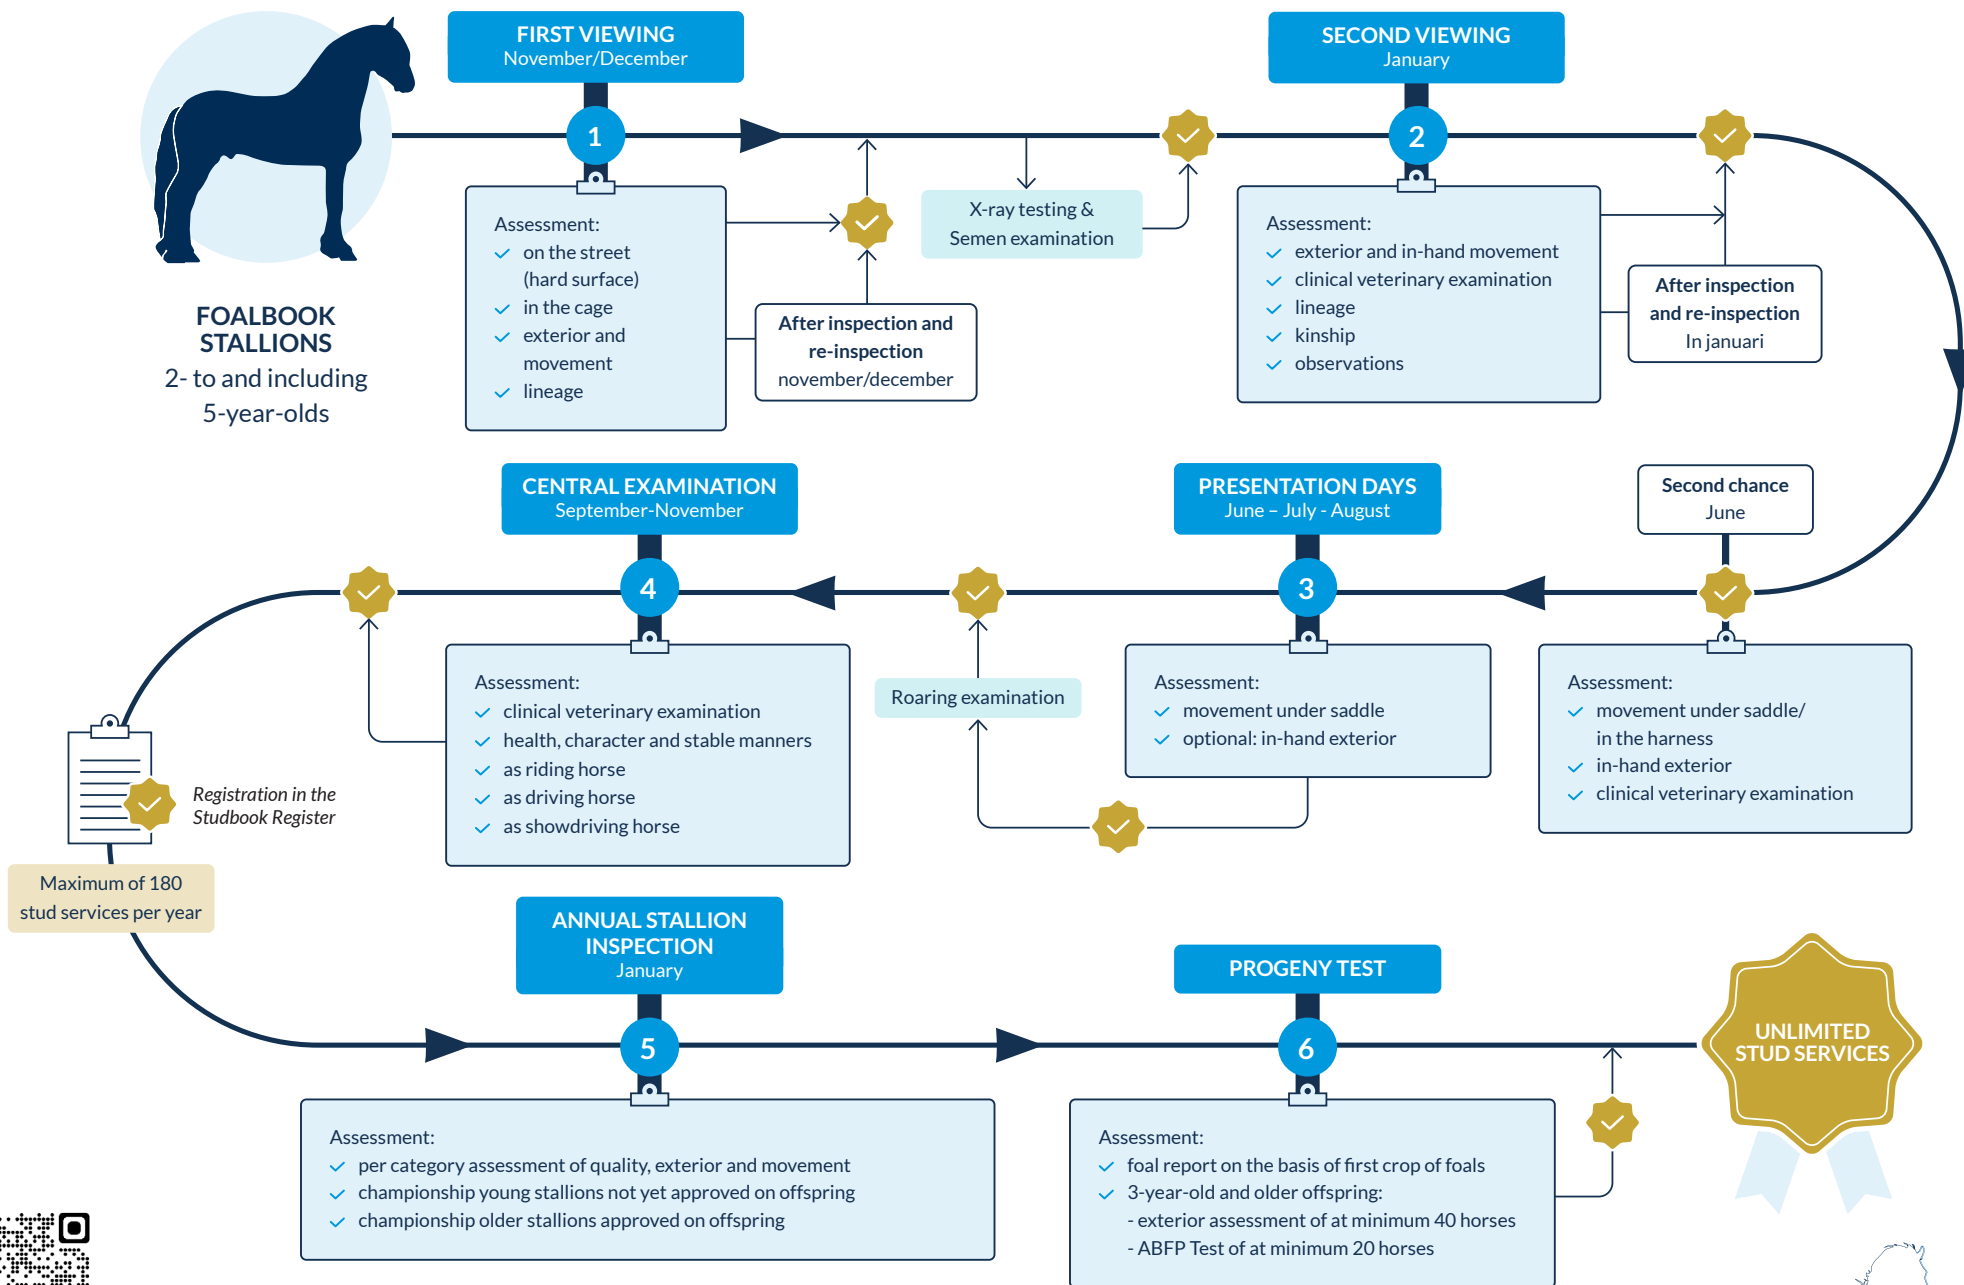 FIRST VIEWING
November/December
SECOND VIEWING
January
1
2
Assessment:
on the street
(hard surface)
in the cage
exterior and
movement
lineage
X-ray testing &
Semen examination
After inspection and
re-inspection
november/december
Assessment:
exterior and in-hand movement
clinical veterinary examination
lineage
kinship
observations
After inspection
and re-inspection
In januari
FOALBOOK
STALLIONS
2- to and including
5-year-olds
Second chance
June
PRESENTATION DAYS
June – July - August
CENTRAL EXAMINATION
September-November
3
4
Assessment:
movement under saddle/
in the harness
in-hand exterior
clinical veterinary examination
Assessment:
movement under saddle
optional: in-hand exterior
Roaring examination
Assessment:
clinical veterinary examination
health, character and stable manners
as riding horse
as driving horse
as showdriving horse
Registration in the
Studbook Register
Maximum of 180
stud services per year
ANNUAL STALLION
INSPECTION
January
PROGENY TEST
5
6
UNLIMITED
STUD SERVICES
Assessment:
per category assessment of quality, exterior and movement
championship young stallions not yet approved on offspring
championship older stallions approved on offspring
Assessment:
foal report on the basis of first crop of foals
3-year-old and older offspring:
- exterior assessment of at minimum 40 horses
- ABFP Test of at minimum 20 horses